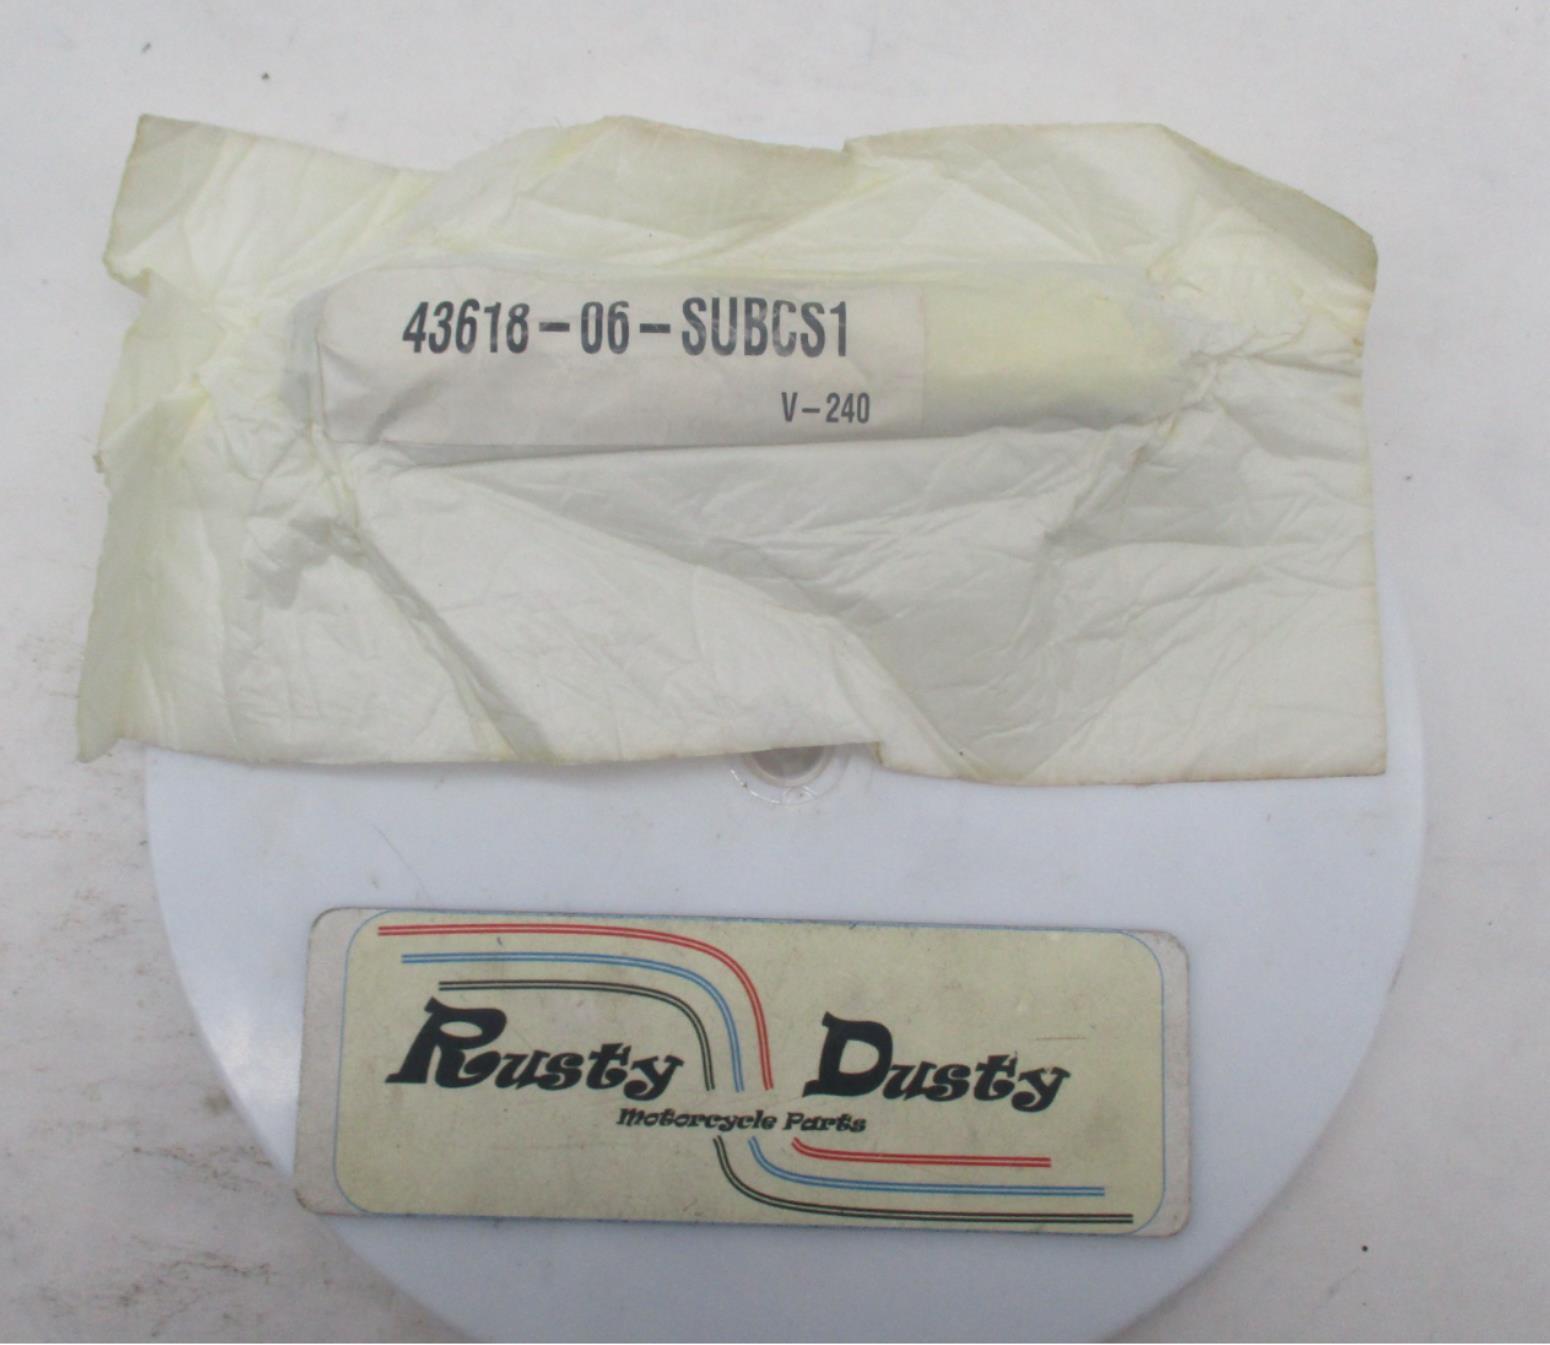 43618-06-SUBCS1
V-240
Rusty Dusty
Motorcycle Parts